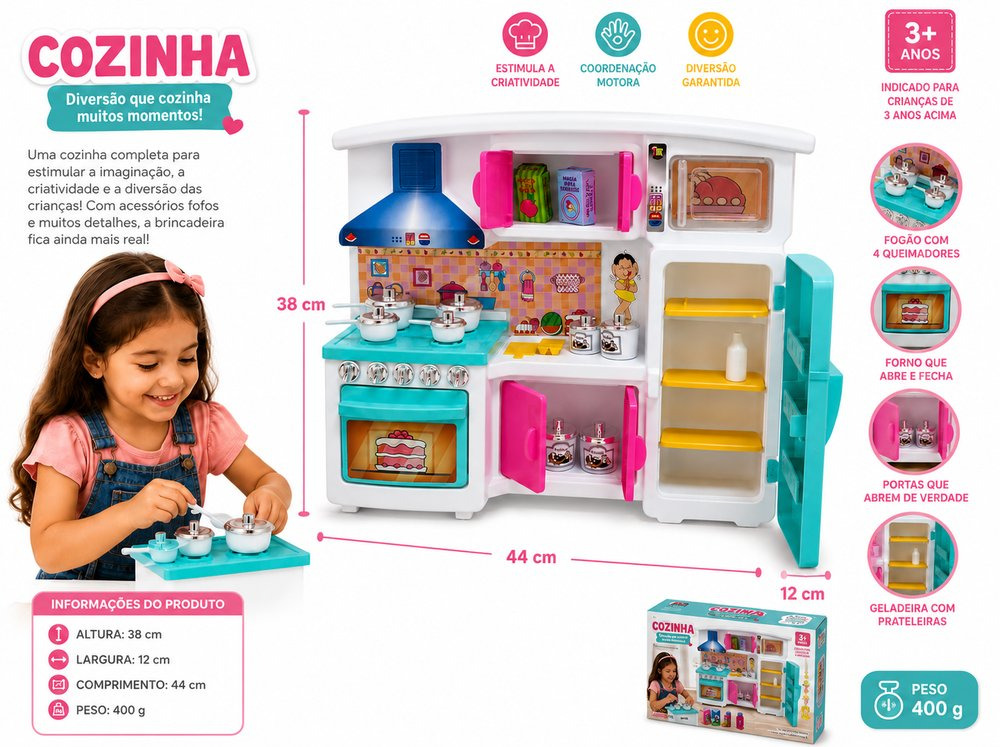 COZINHA
Diversão que cozinha
muitos momentos!
Uma cozinha completa para
estimular a imaginação, a
criatividade e a diversão das
crianças! Com acessórios fofos
e muitos detalhes, a brincadeira
fica ainda mais real!
ESTIMULA A
CRIATIVIDADE
COORDENAÇÃO
MOTORA
DIVERSÃO
GARANTIDA
3+
ANOS
INDICADO PARA
CRIANÇAS DE
3 ANOS ACIMA
FOGÃO COM
4 QUEIMADORES
FORNO QUE
ABRE E FECHA
PORTAS QUE
ABREM DE VERDADE
GELADEIRA COM
PRATELEIRAS
38 cm
44 cm
12 cm
INFORMAÇÕES DO PRODUTO
ALTURA: 38 cm
LARGURA: 12 cm
COMPRIMENTO: 44 cm
PESO: 400 g
COZINHA
COZINHA
3+
PESO
400 g